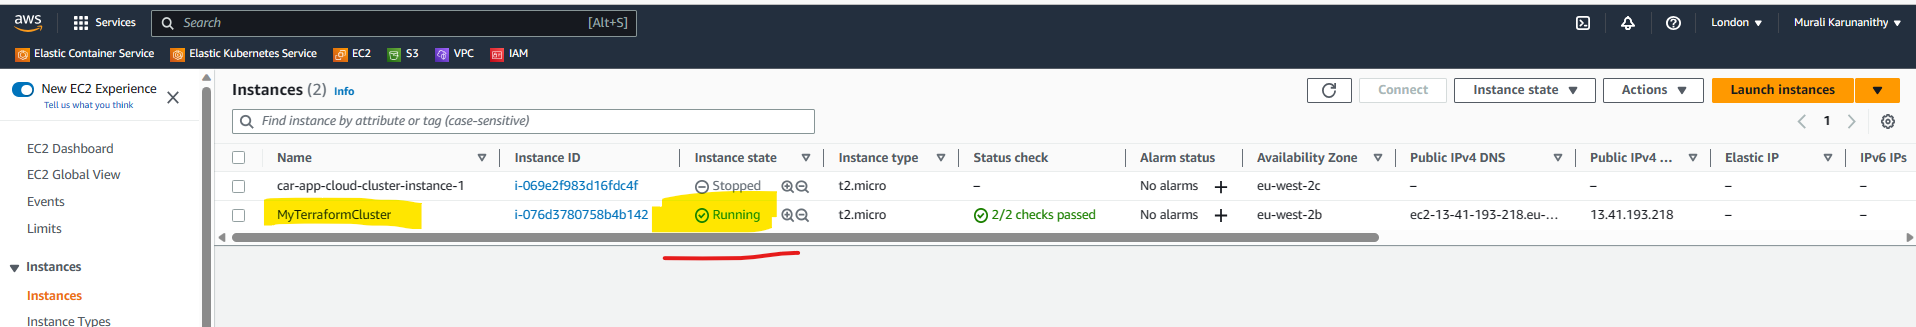 aws Services Search [Alt+S] London Murali Karunanithy
Elastic Container Service Elastic Kubernetes Service EC2 S3 VPC IAM
New EC2 Experience
Tell us what you think
EC2 Dashboard
EC2 Global View
Events
Limits
Instances
Instances
Instance Types
Instances (2) Info Connect Instance state Actions Launch instances
Find instance by attribute or tag (case-sensitive) 1
Name Instance ID Instance state Instance type Status check Alarm status Availability Zone Public IPv4 DNS Public IPv4 ... Elastic IP IPv6 IPs
car-app-cloud-cluster-instance-1 i-069e2f983d16fdc4f Stopped t2.micro – No alarms + eu-west-2c – – – –
MyTerraformCluster i-076d3780758b4b142 Running t2.micro 2/2 checks passed No alarms + eu-west-2b ec2-13-41-193-218.eu-... 13.41.193.218 – –